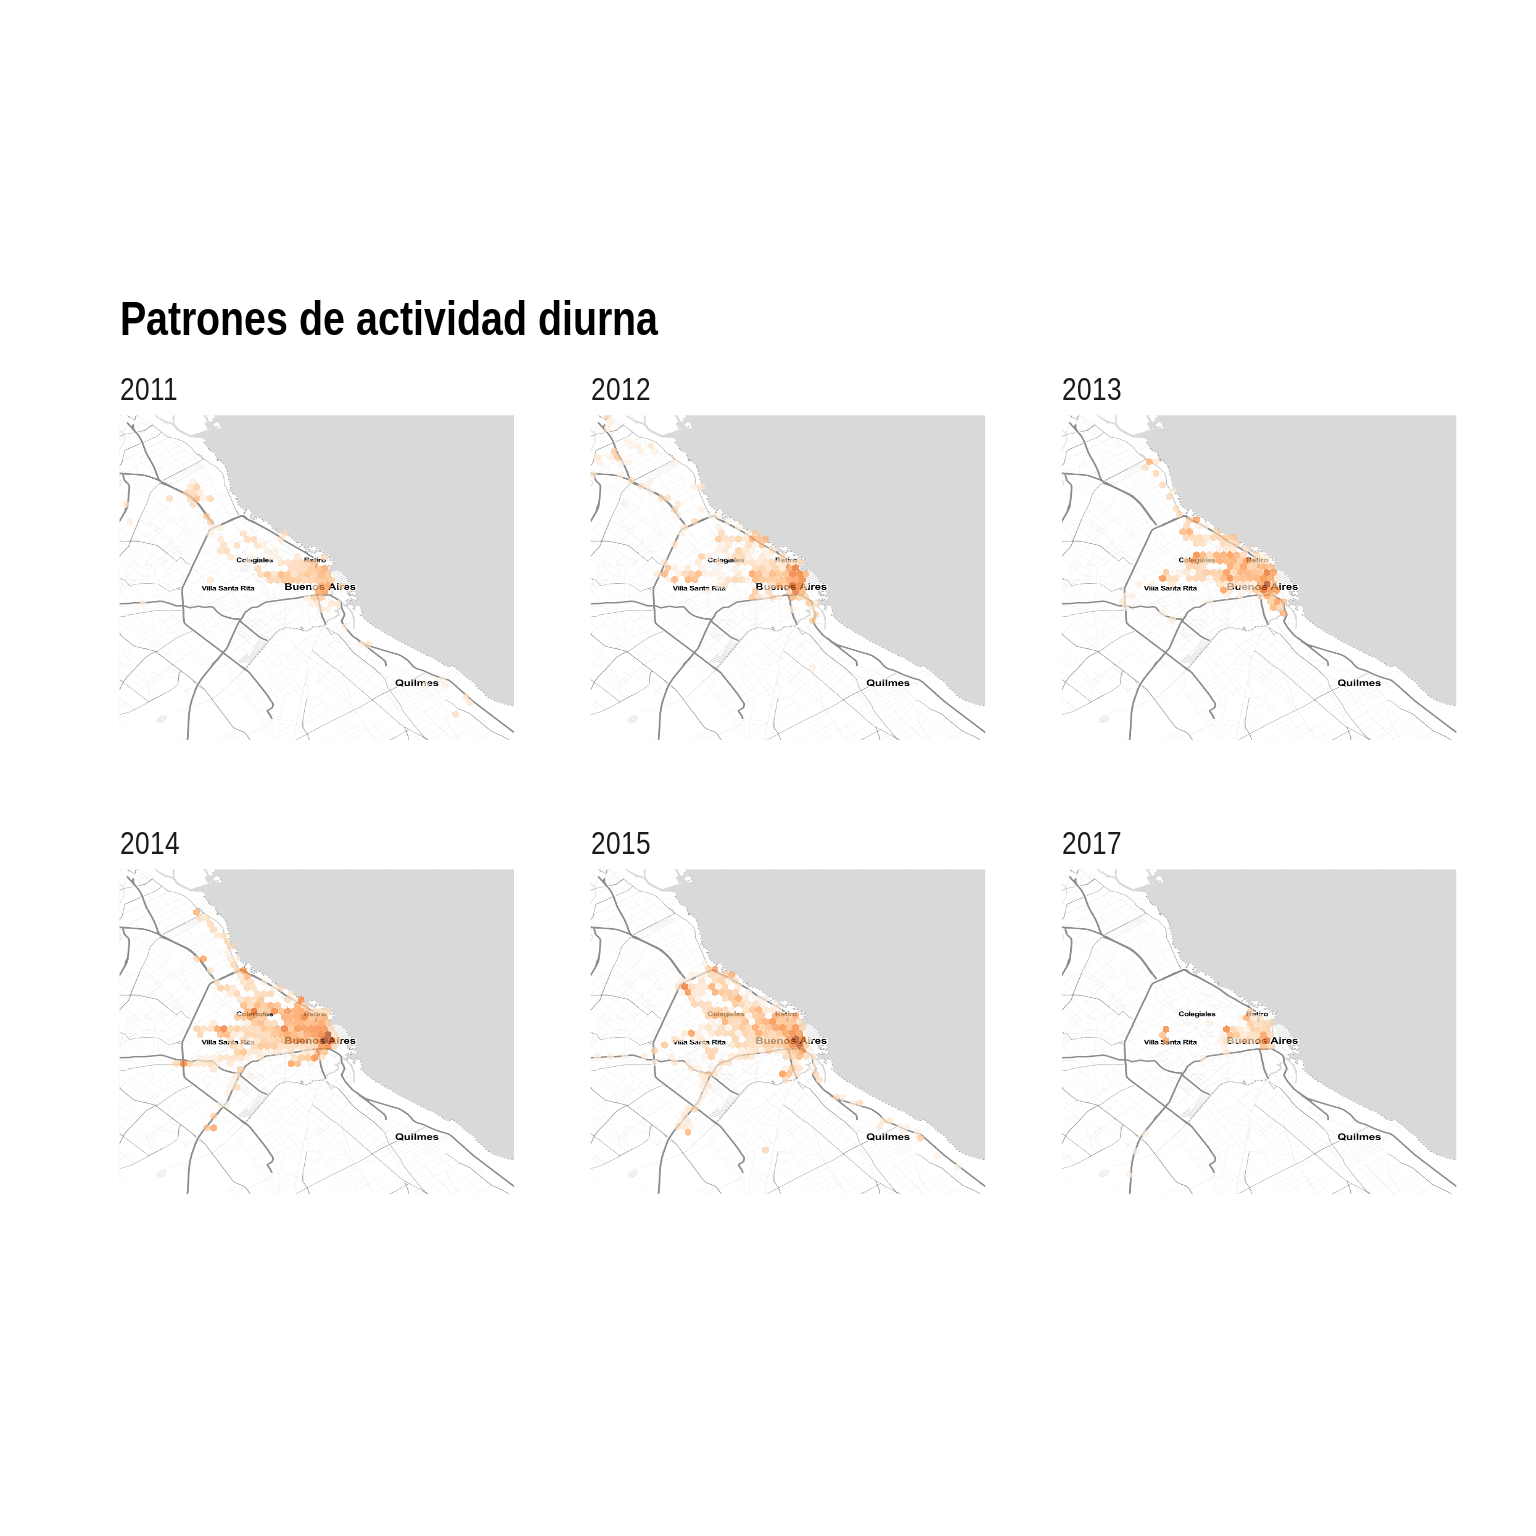 Patrones de actividad diurna
2011
2012
2013
Colegiales
Retiro
Villa Santa Rita
Buenos Aires
Quilmes
Colegiales
Retiro
Villa Santa Rita
Buenos Aires
Quilmes
Colegiales
Retiro
Villa Santa Rita
Buenos Aires
Quilmes
2014
2015
2017
Colegiales
Retiro
Villa Santa Rita
Buenos Aires
Quilmes
Colegiales
Retiro
Villa Santa Rita
Buenos Aires
Quilmes
Colegiales
Retiro
Villa Santa Rita
Buenos Aires
Quilmes